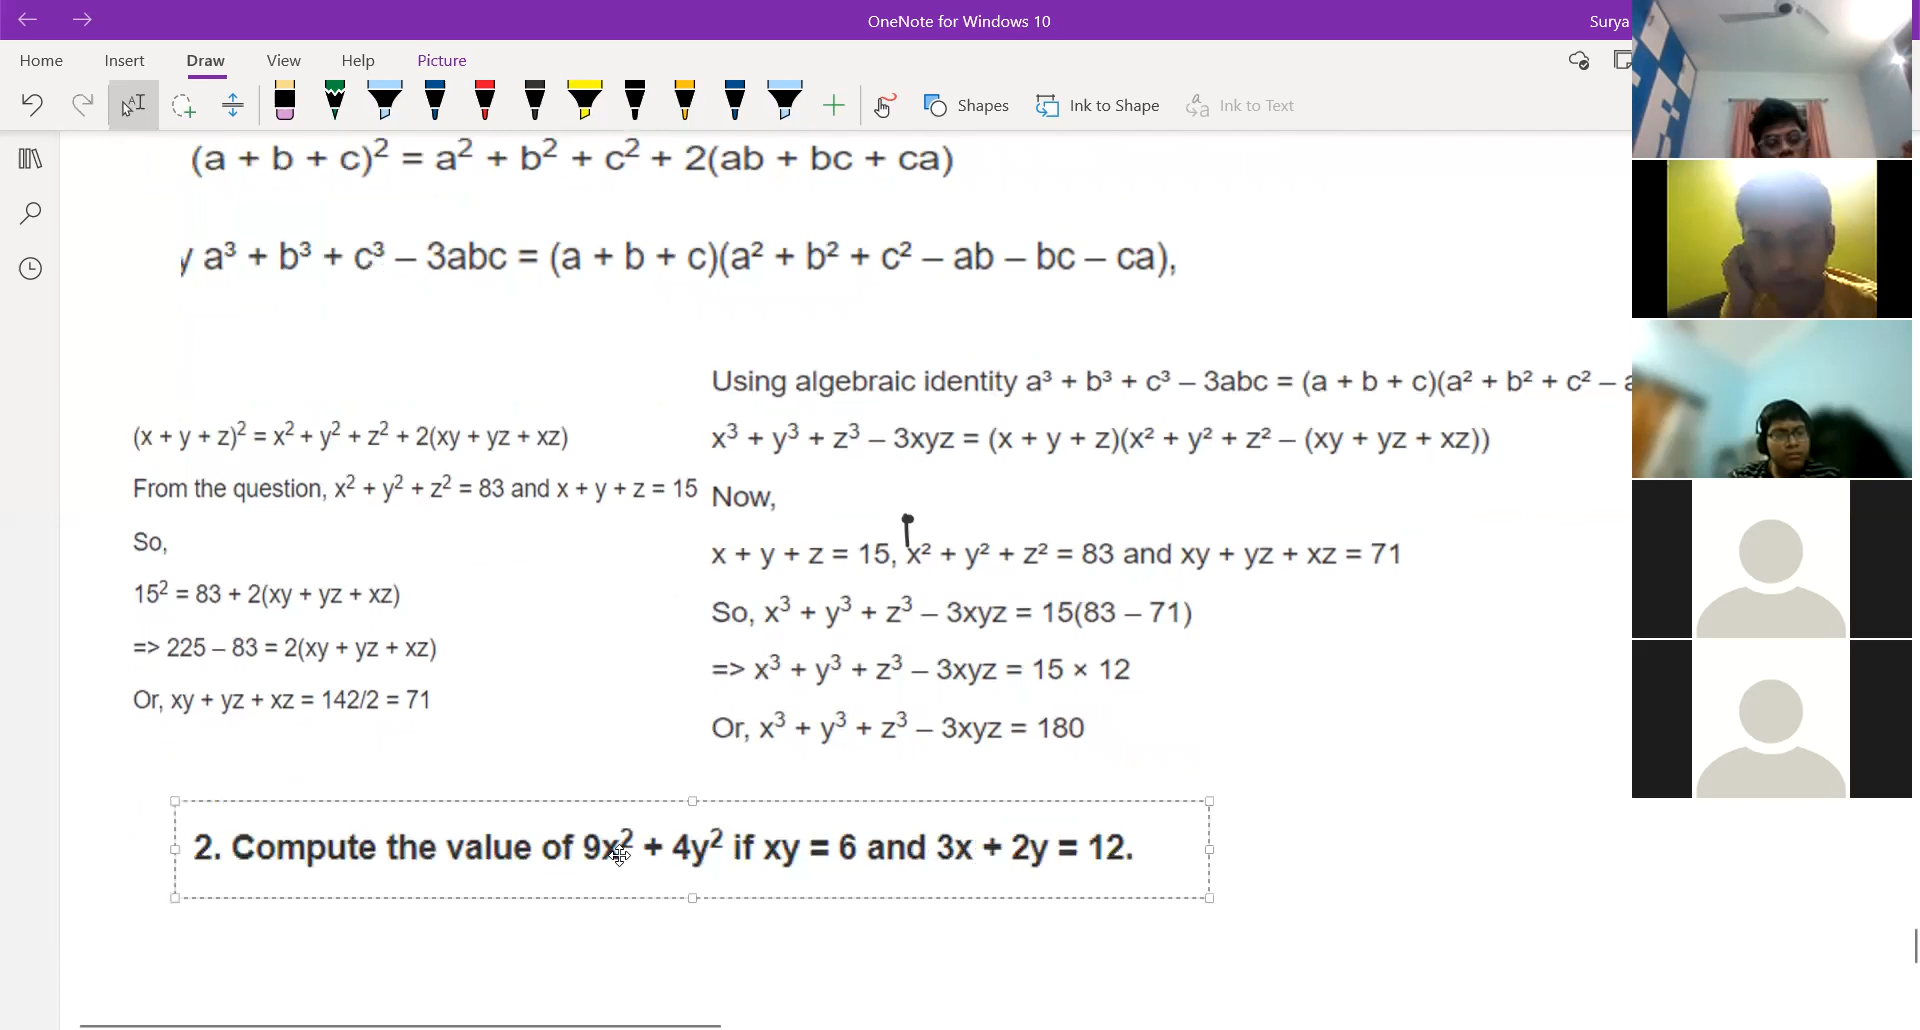 OneNote for Windows 10
Surya
Home Insert Draw View Help Picture
Shapes Ink to Shape Ink to Text
(a + b + c)² = a² + b² + c² + 2(ab + bc + ca)
y a³ + b³ + c³ – 3abc = (a + b + c)(a² + b² + c² – ab – bc – ca),
(x + y + z)² = x² + y² + z² + 2(xy + yz + xz)
From the question, x² + y² + z² = 83 and x + y + z = 15
So,
15² = 83 + 2(xy + yz + xz)
=> 225 – 83 = 2(xy + yz + xz)
Or, xy + yz + xz = 142/2 = 71
Using algebraic identity a³ + b³ + c³ – 3abc = (a + b + c)(a² + b² + c² – a
x³ + y³ + z³ – 3xyz = (x + y + z)(x² + y² + z² – (xy + yz + xz))
Now,
x + y + z = 15, x² + y² + z² = 83 and xy + yz + xz = 71
So, x³ + y³ + z³ – 3xyz = 15(83 – 71)
=> x³ + y³ + z³ – 3xyz = 15 × 12
Or, x³ + y³ + z³ – 3xyz = 180
2. Compute the value of 9x² + 4y² if xy = 6 and 3x + 2y = 12.